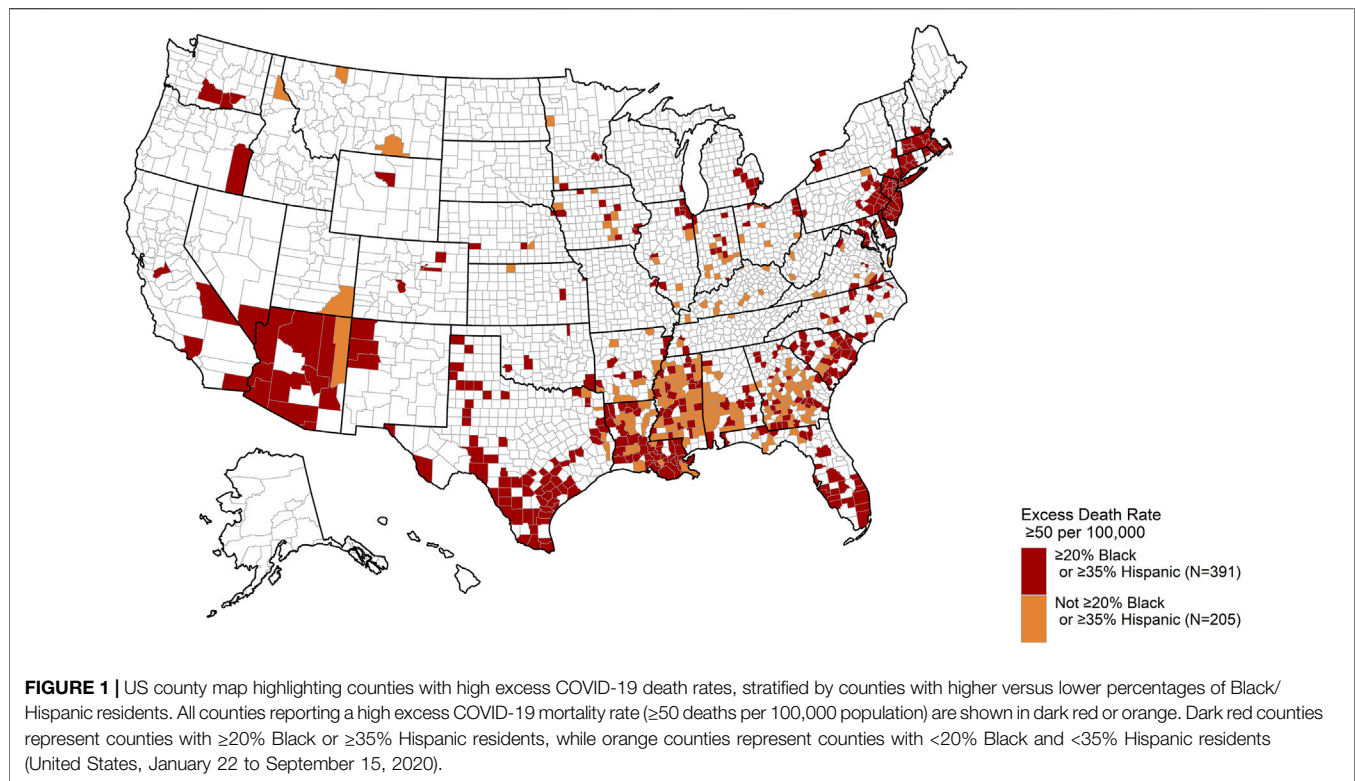 Excess Death Rate
≥50 per 100,000
≥20% Black
or ≥35% Hispanic (N=391)
Not ≥20% Black
or ≥35% Hispanic (N=205)
FIGURE 1 | US county map highlighting counties with high excess COVID-19 death rates, stratified by counties with higher versus lower percentages of Black/
Hispanic residents. All counties reporting a high excess COVID-19 mortality rate (≥50 deaths per 100,000 population) are shown in dark red or orange. Dark red counties
represent counties with ≥20% Black or ≥35% Hispanic residents, while orange counties represent counties with <20% Black and <35% Hispanic residents
(United States, January 22 to September 15, 2020).